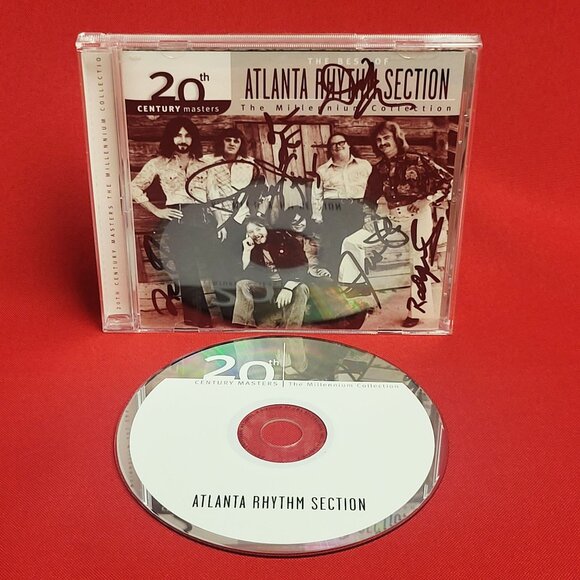 THE BEST OF
20th
ATLANTA RHYTHM SECTION
CENTURY masters
The Millennium Collection
20TH CENTURY MASTERS THE MILLENNIUM COLLECTIO
20th
CENTURY MASTERS The Millennium Collection
ATLANTA RHYTHM SECTION